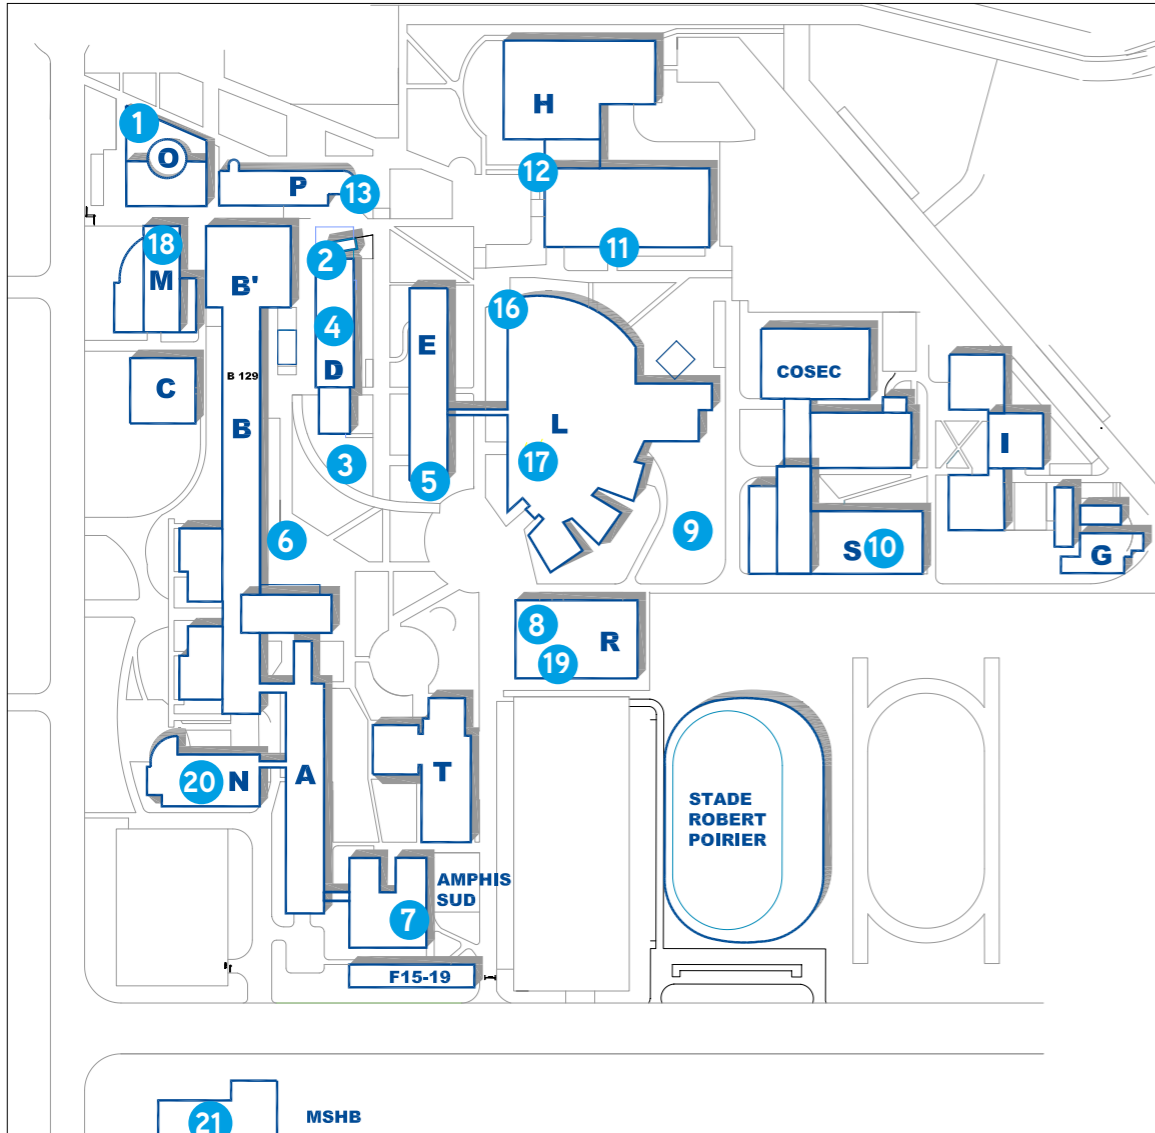 H
1
O
12
P
13
18
11
2
M
B'
16
4
E
COSEC
D
B 129
C
B
L
I
3
17
5
9
6
S
10
G
8
R
19
20
N
A
T
STADE
ROBERT
POIRIER
AMPHIS
SUD
7
F15-19
21
MSHB